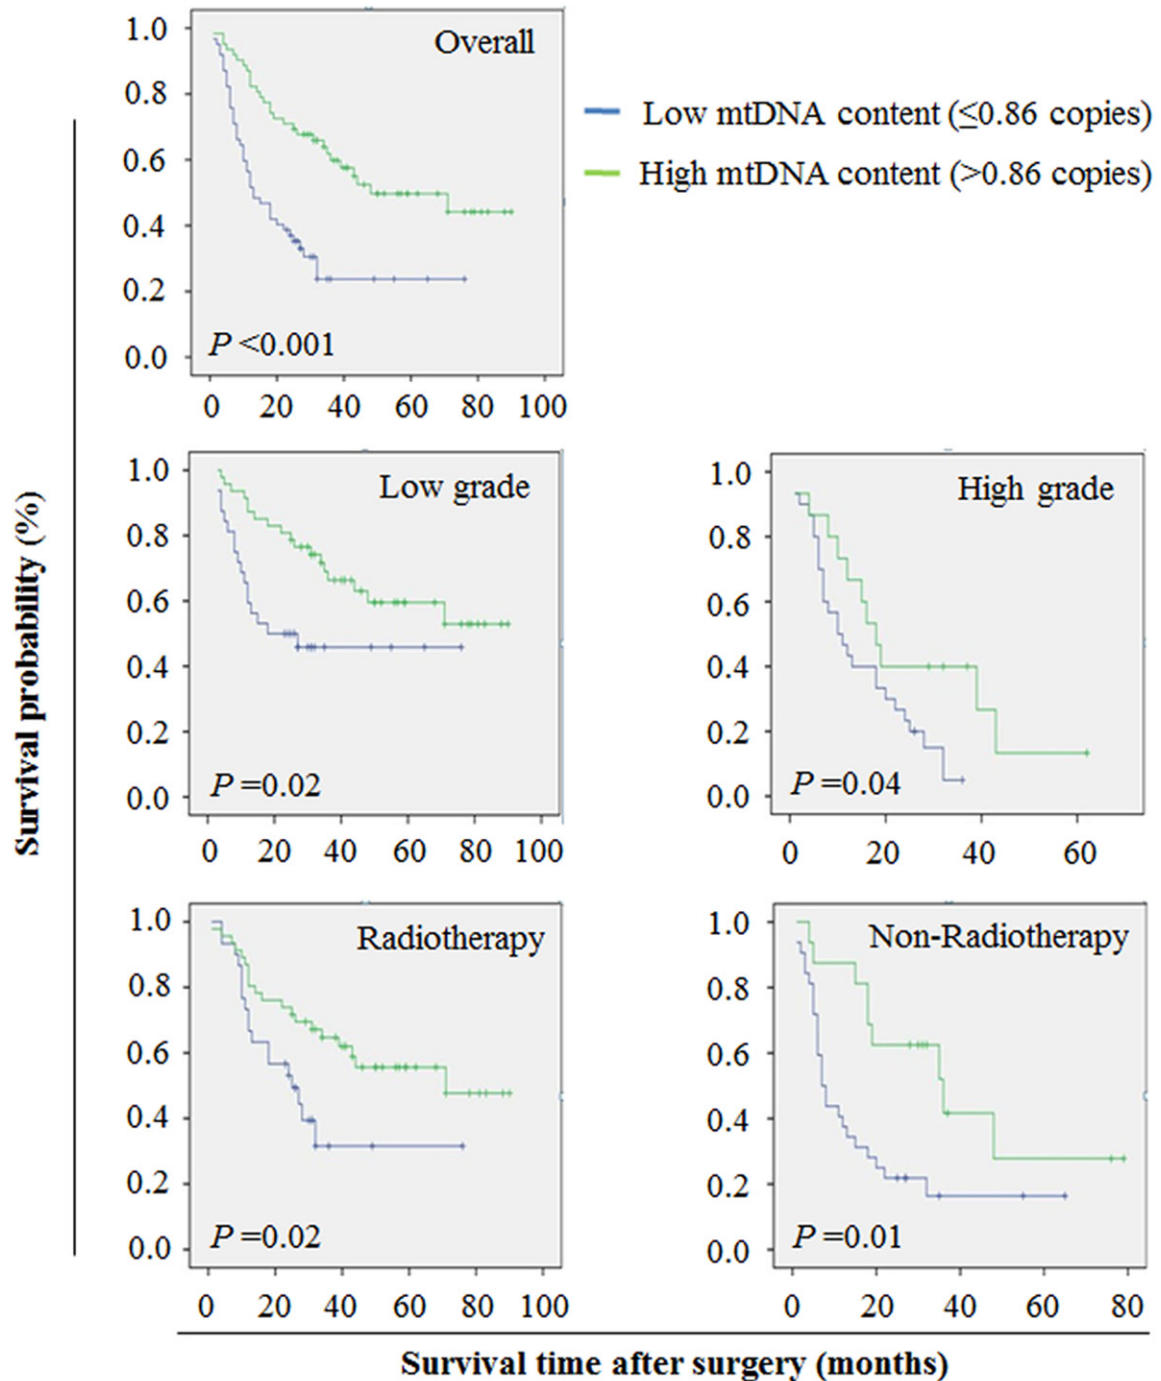 Overall
1.0
0.8
0.6
0.4
0.2
0.0
P <0.001
0 20 40 60 80 100
Low mtDNA content (≤0.86 copies)
High mtDNA content (>0.86 copies)
Survival probability (%)
Low grade
1.0
0.8
0.6
0.4
0.2
0.0
P =0.02
0 20 40 60 80 100
High grade
1.0
0.8
0.6
0.4
0.2
0.0
P =0.04
0 20 40 60
Radiotherapy
1.0
0.8
0.6
0.4
0.2
0.0
P =0.02
0 20 40 60 80 100
Non-Radiotherapy
1.0
0.8
0.6
0.4
0.2
0.0
P =0.01
0 20 40 60 80
Survival time after surgery (months)